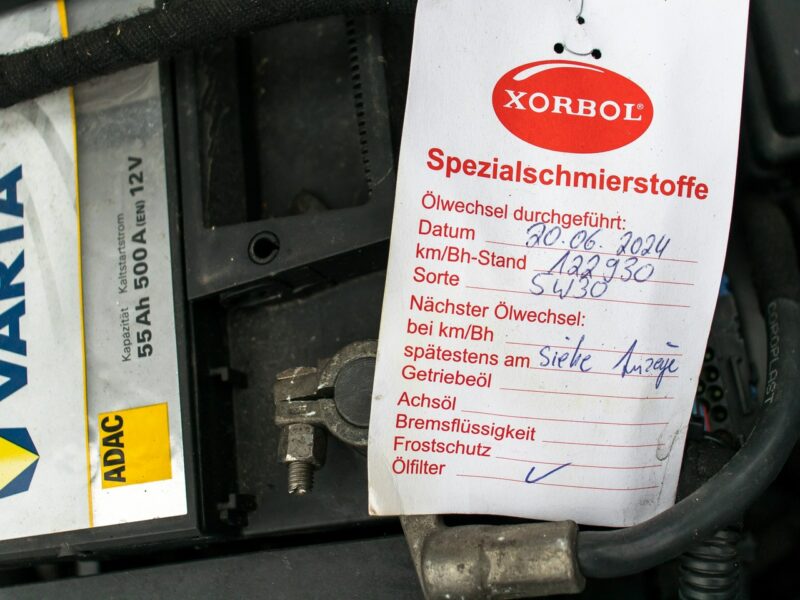 VARTA
Kapazität Kaltstartstrom
55 Ah 500 A (EN) 12 V
ADAC
XORBOL®
Spezialschmierstoffe
Ölwechsel durchgeführt:
Datum 20.06.2024
km/Bh-Stand 122930
Sorte 5W30
Nächster Ölwechsel:
bei km/Bh
spätestens am Siehe Anzeige
Getriebeöl
Achsöl
Bremsflüssigkeit
Frostschutz
Ölfilter ✓